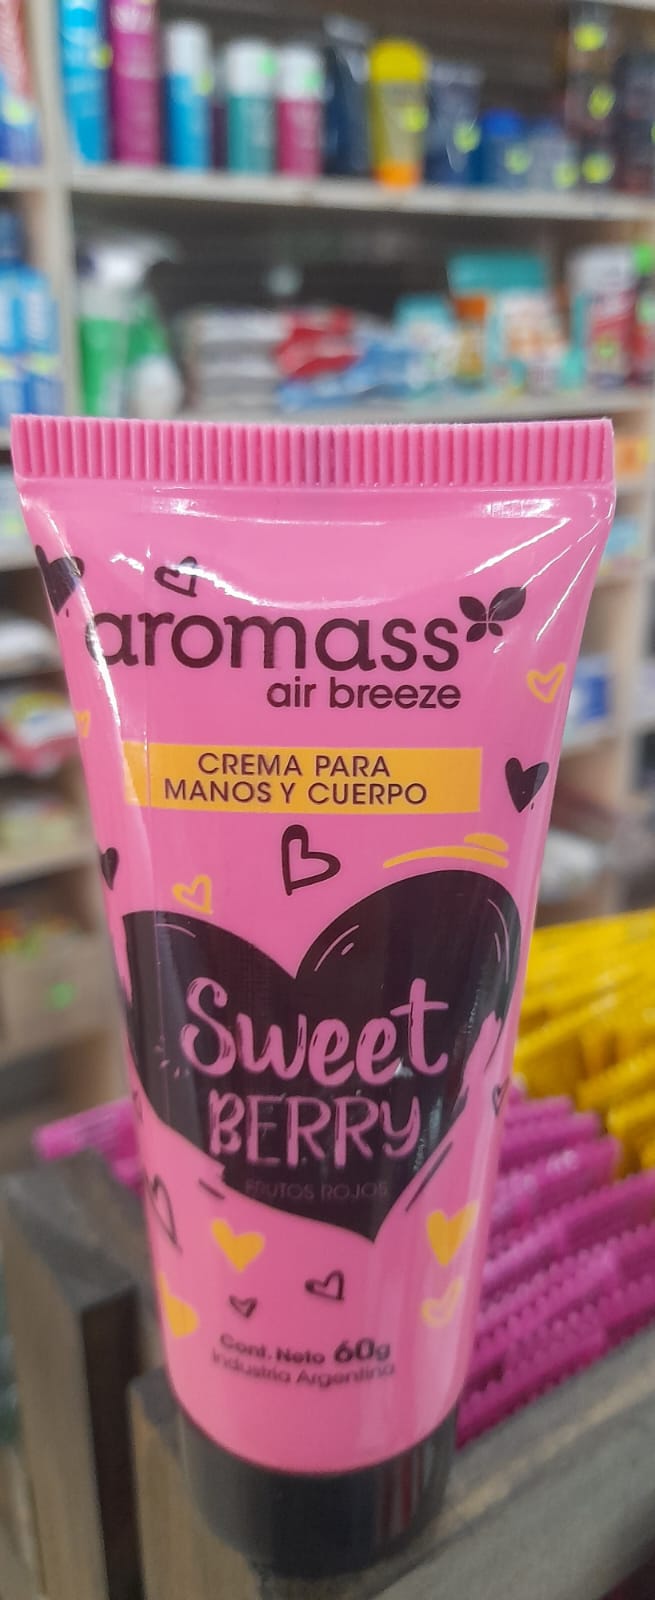 aromass
air breeze
CREMA PARA
MANOS Y CUERPO
Sweet
BERRY
FRUTOS ROJOS
Cont. Neto 60g
Industria Argentina